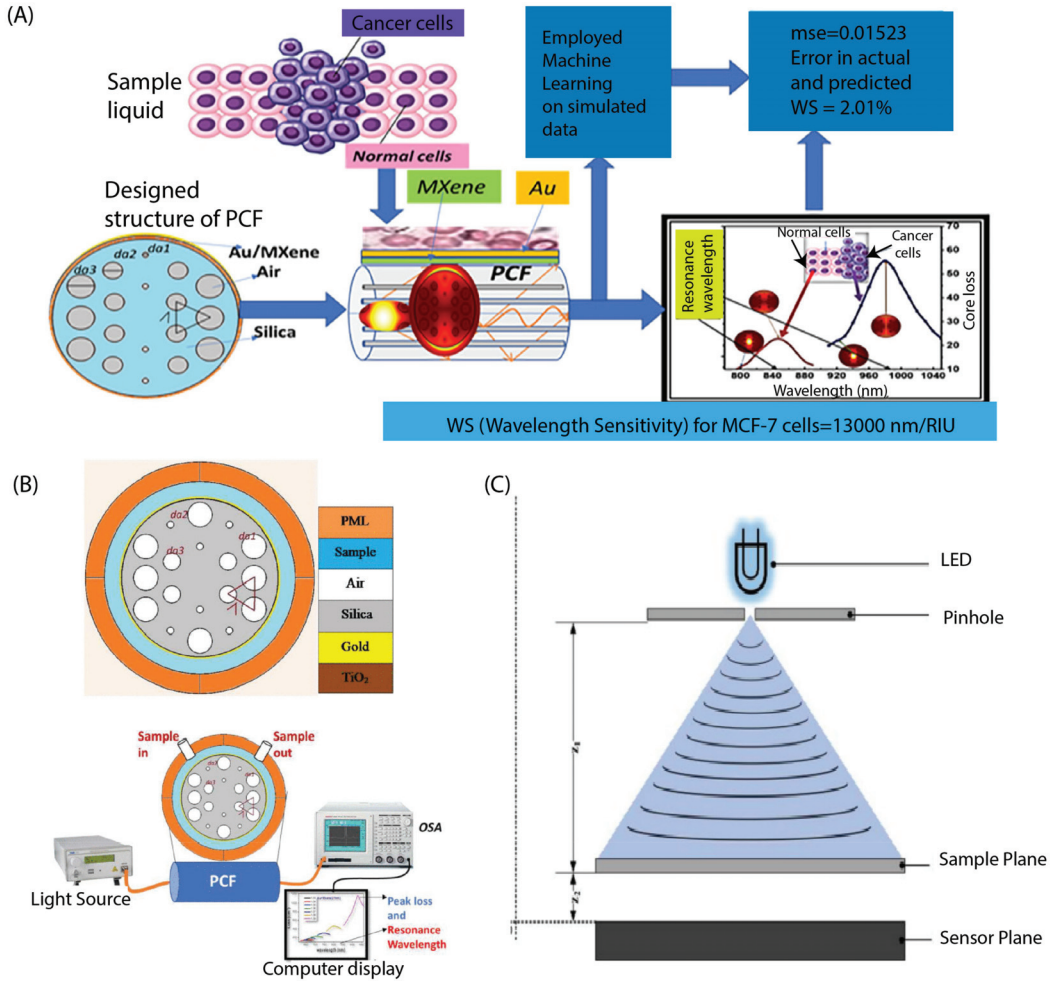 (A)
Cancer cells
Sample
liquid
Normal cells
Employed
Machine
Learning
on simulated
data
mse=0.01523
Error in actual
and predicted
WS = 2.01%
Designed
structure of PCF
MXene
Au
da1
da2
da3
Au/MXene
Air
Silica
PCF
Resonance
wavelength
Normal cells
Cancer
cells
Core loss
70
60
50
40
30
20
10
800
840
880
920
960
1000
1040
Wavelength (nm)
WS (Wavelength Sensitivity) for MCF-7 cells=13000 nm/RIU
(B)
da2
da1
da3
PML
Sample
Air
Silica
Gold
TiO₂
Sample
in
Sample
out
OSA
PCF
Light Source
Peak loss
and
Resonance
Wavelength
Computer display
(C)
LED
Pinhole
z₁
Sample Plane
z₂
Sensor Plane